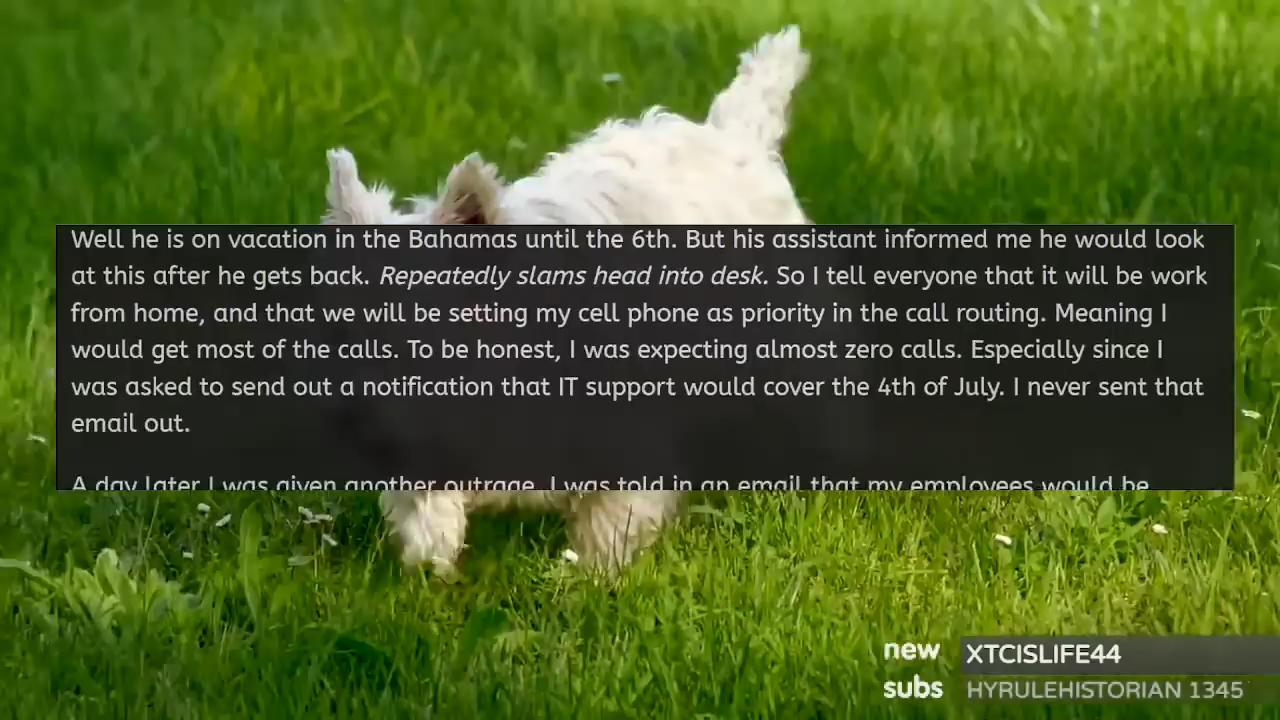 Well he is on vacation in the Bahamas until the 6th. But his assistant informed me he would look
at this after he gets back. Repeatedly slams head into desk. So I tell everyone that it will be work
from home, and that we will be setting my cell phone as priority in the call routing. Meaning I
would get most of the calls. To be honest, I was expecting almost zero calls. Especially since I
was asked to send out a notification that IT support would cover the 4th of July. I never sent that
email out.
A day later I was given another outrage. I was told in an email that my employees would be
new XTCISLIFE44
subs HYRULEHISTORIAN 1345